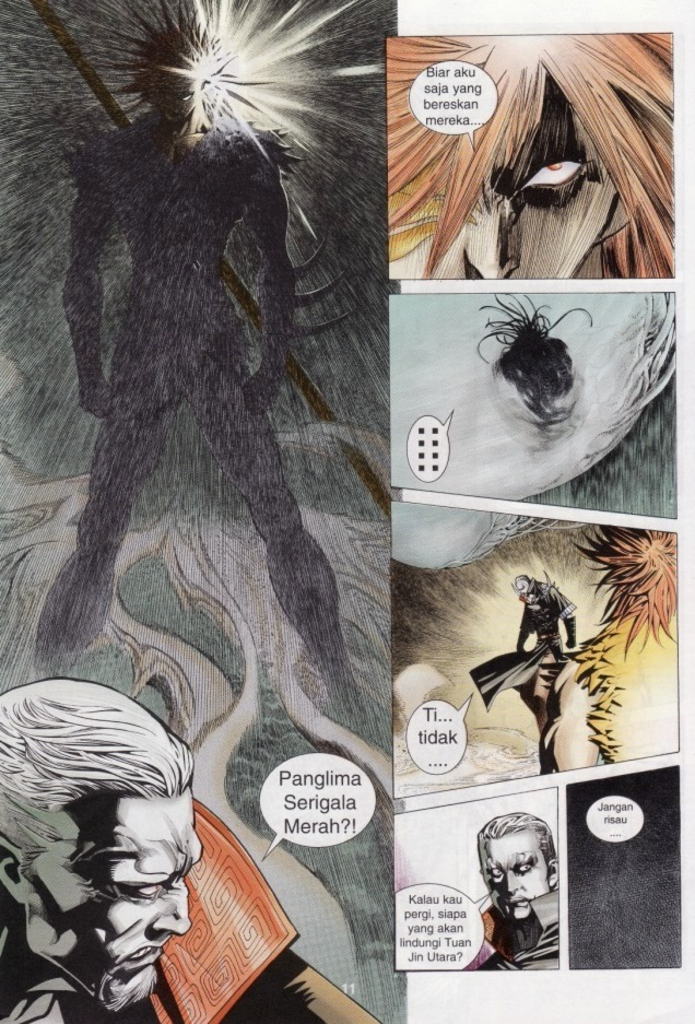 Panglima
Serigala
Merah?!
Biar aku
saja yang
bereskan
mereka....
Ti...
tidak
....
Kalau kau
pergi, siapa
yang akan
lindungi Tuan
Jin Utara?
Jangan
risau
....
11